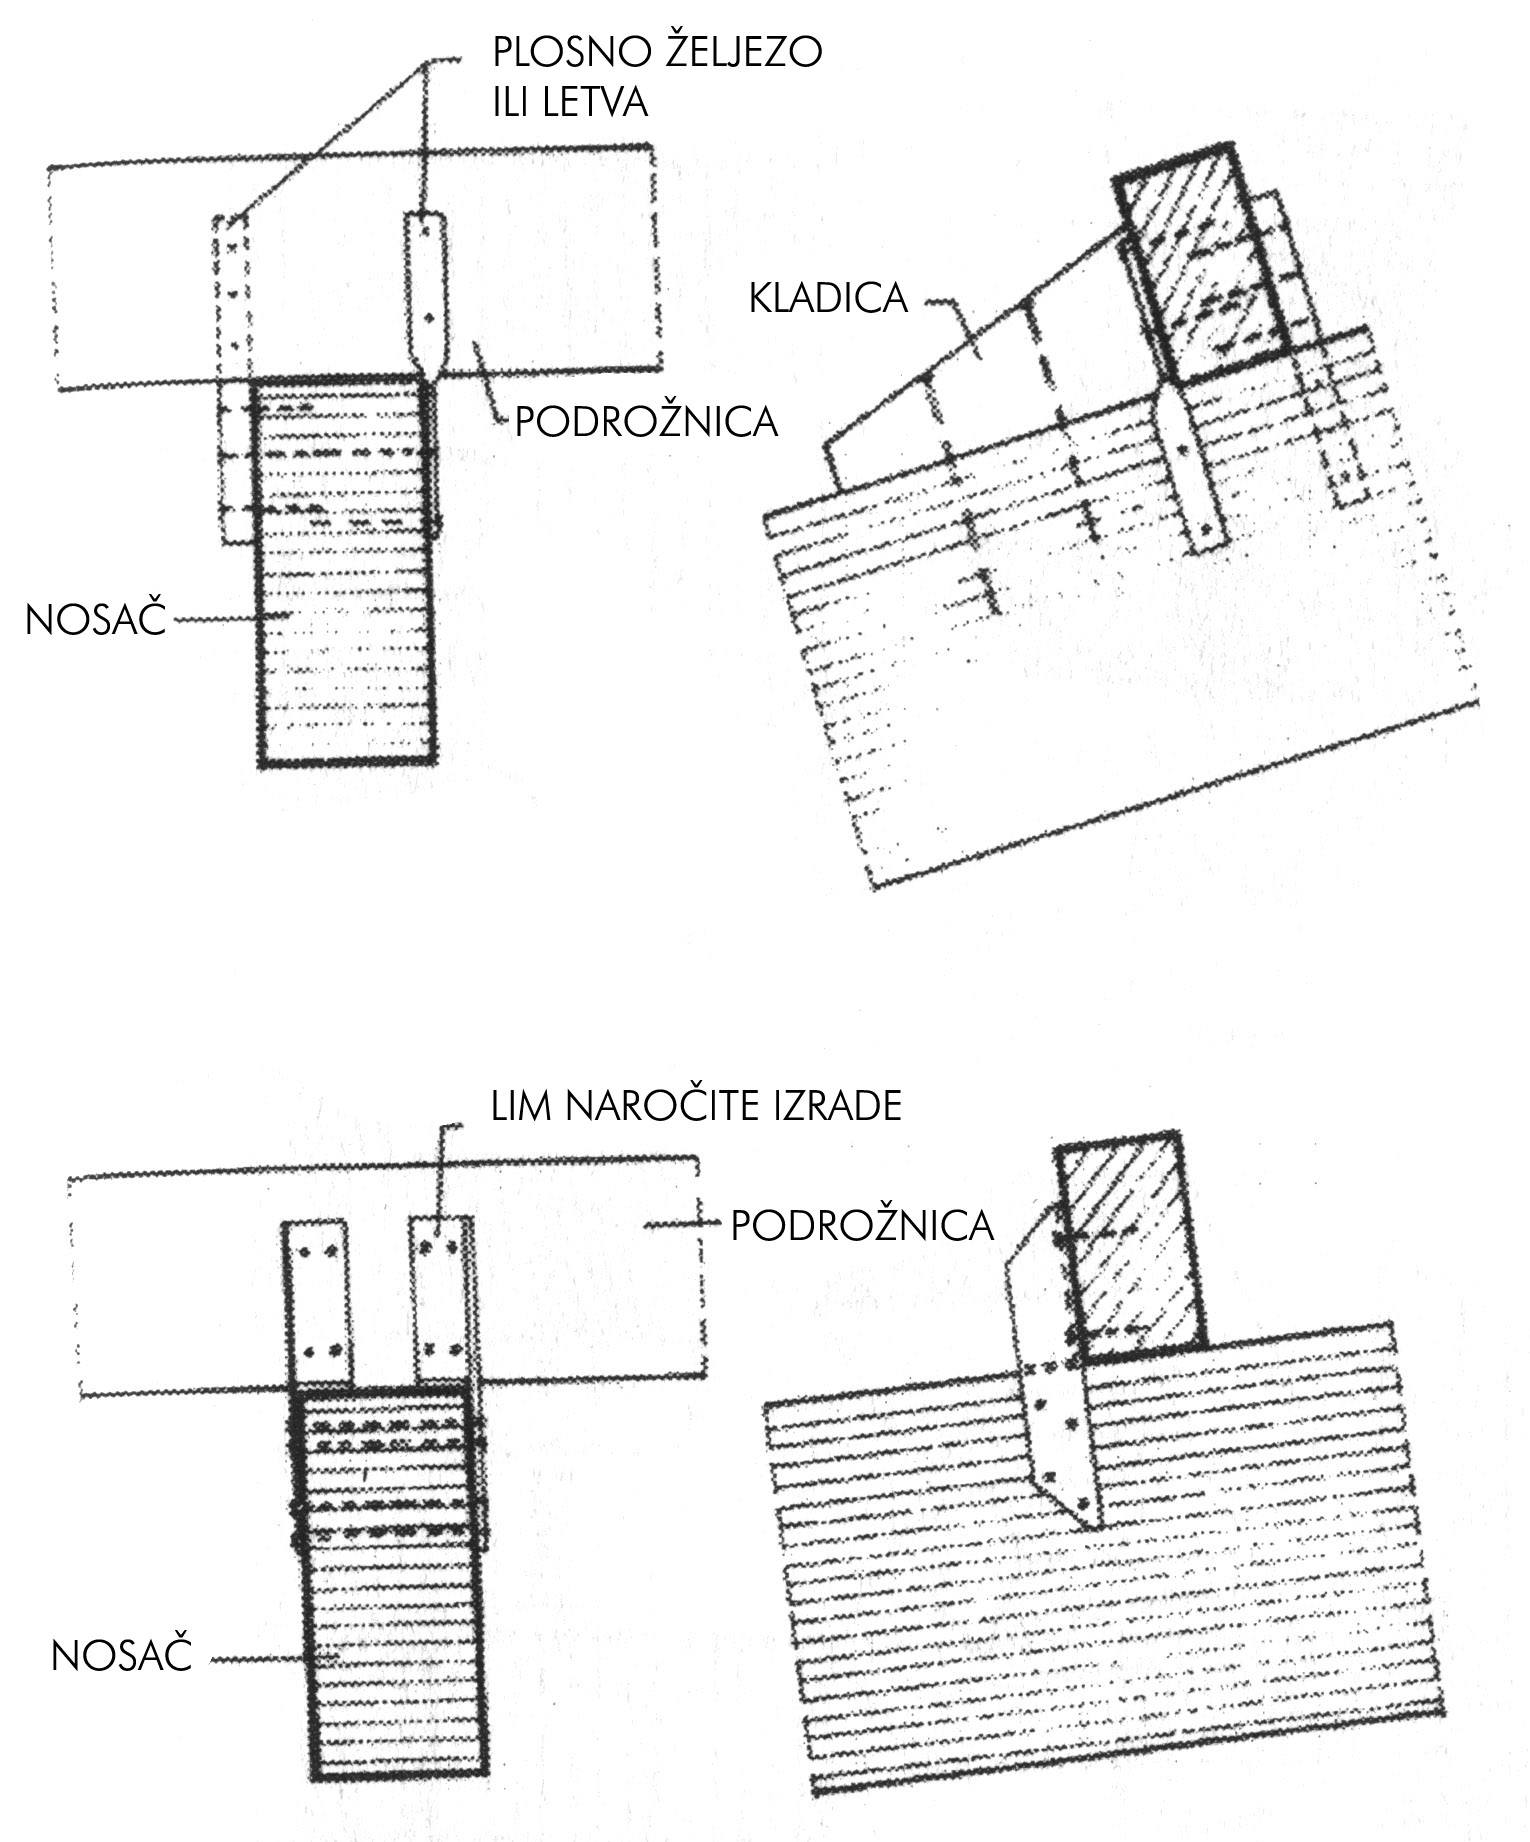 PLOSNO ŽELJEZO
ILI LETVA
KLADICA
PODROŽNICA
NOSAČ
LIM NAROČITE IZRADE
PODROŽNICA
NOSAČ